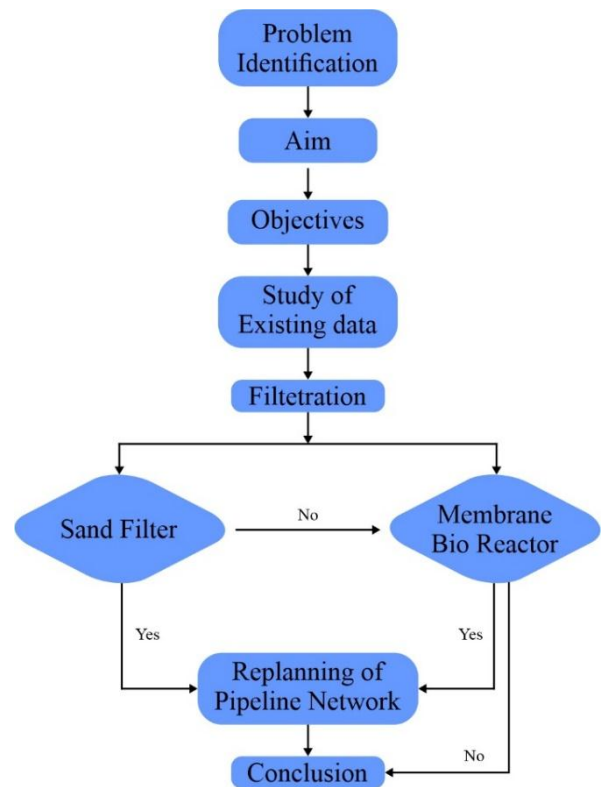 Problem
Identification
Aim
Objectives
Study of
Existing data
Filtetration
Sand Filter
No
Membrane
Bio Reactor
Yes
Yes
Replanning of
Pipeline Network
No
Conclusion